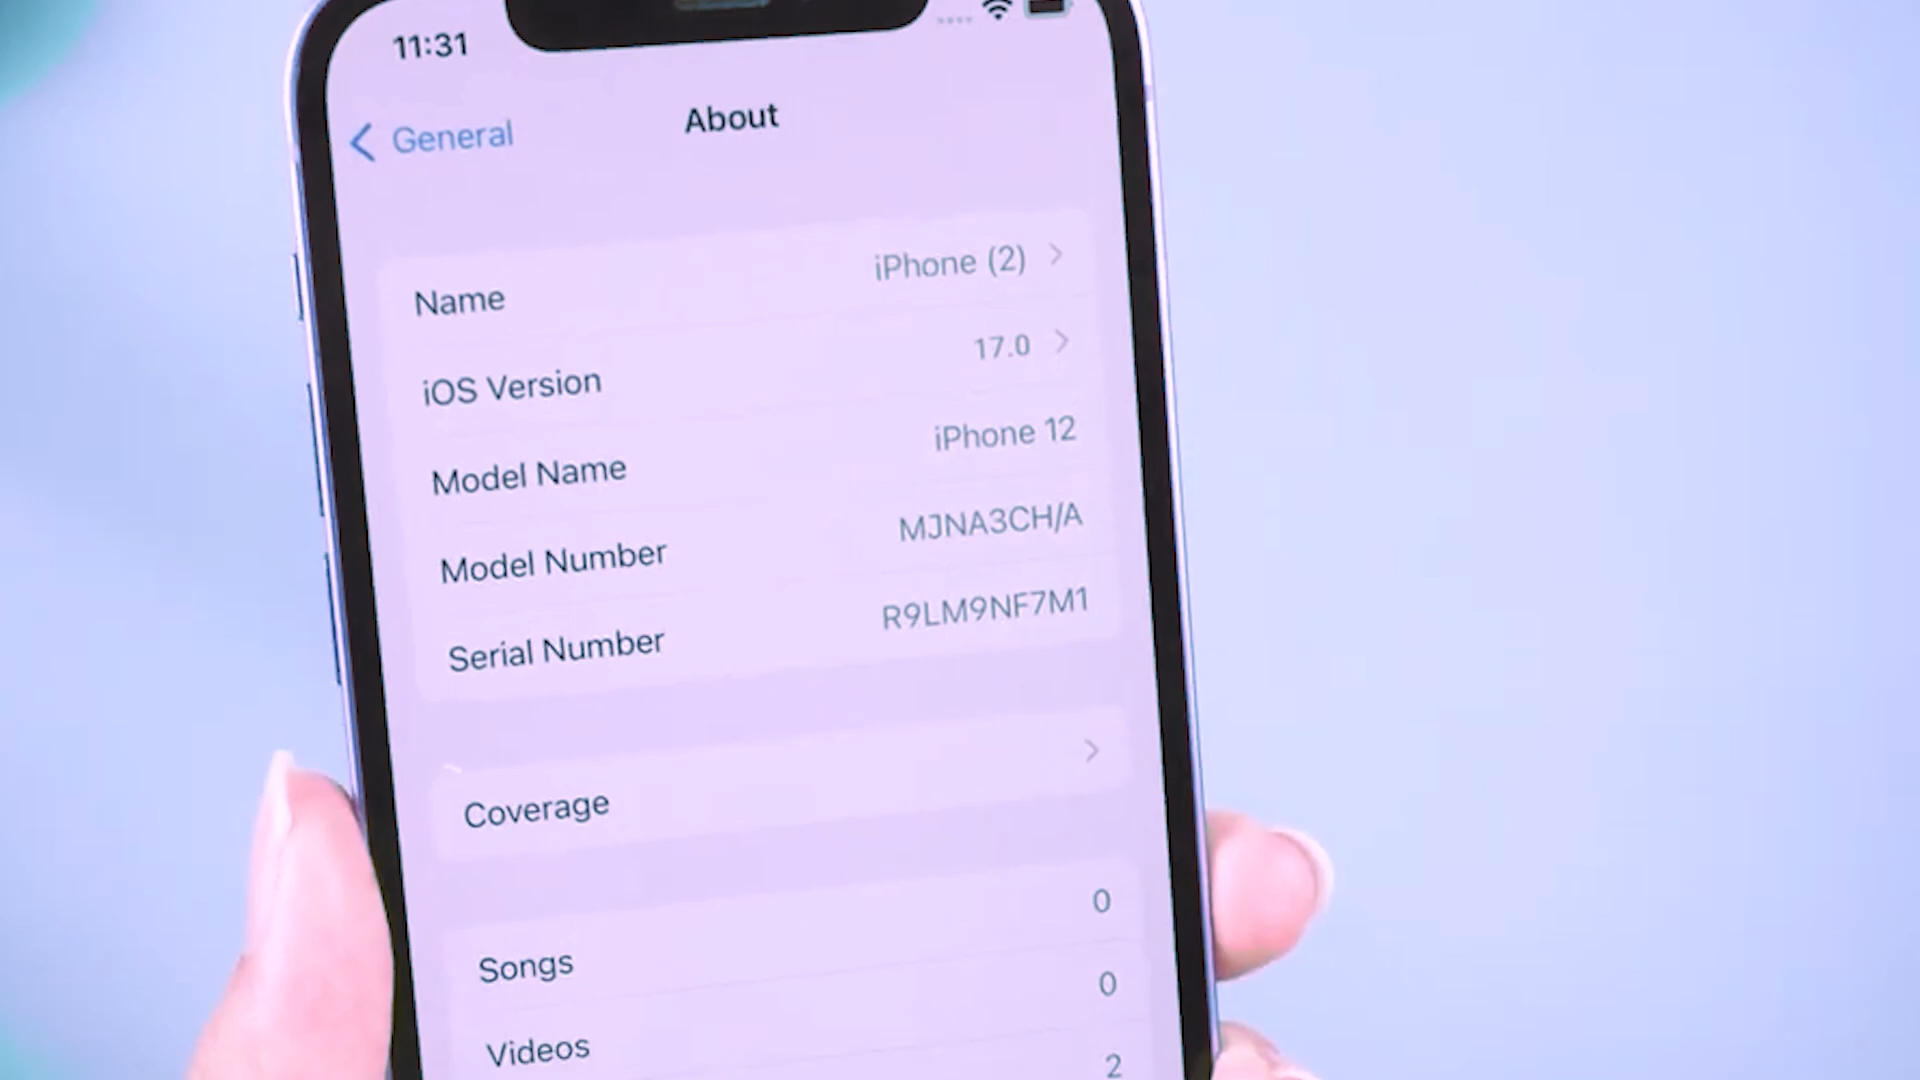 11:31
General
About
Name iPhone (2)
iOS Version 17.0
Model Name iPhone 12
Model Number MJNA3CH/A
Serial Number R9LM9NF7M1
Coverage
Songs 0
Videos 0
2